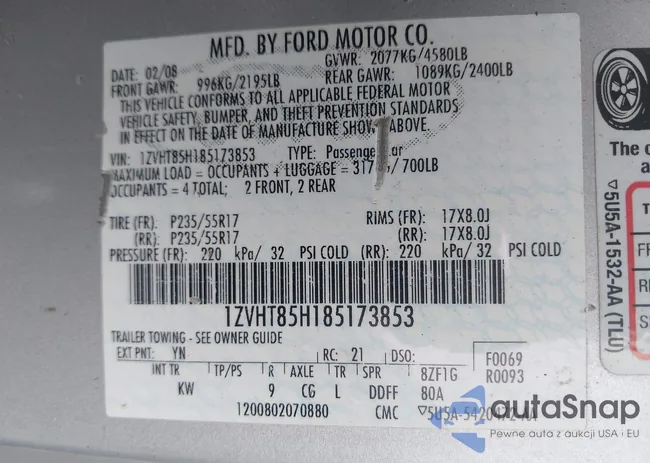 MFD. BY FORD MOTOR CO.
DATE: 02/08 GVWR: 2077KG/4580LB
FRONT GAWR: 996KG/2195LB REAR GAWR: 1089KG/2400LB
THIS VEHICLE CONFORMS TO ALL APPLICABLE FEDERAL MOTOR
VEHICLE SAFETY, BUMPER, AND THEFT PREVENTION STANDARDS
IN EFFECT ON THE DATE OF MANUFACTURE SHOWN ABOVE.
VIN: 1ZVHT85H185173853 TYPE: Passenger Car
MAXIMUM LOAD = OCCUPANTS + LUGGAGE = 317KG/700LB
OCCUPANTS = 4 TOTAL; 2 FRONT, 2 REAR
TIRE (FR): P235/55R17 RIMS (FR): 17X8.0J
(RR): P235/55R17 (RR): 17X8.0J
PRESSURE (FR): 220 kPa/ 32 PSI COLD (RR): 220 kPa/ 32 PSI COLD
1ZVHT85H185173853
TRAILER TOWING - SEE OWNER GUIDE
EXT PNT: YN RC: 21 DSO: F0069
INT TR TP/PS R AXLE TR SPR 8ZF1G R0093
KW 9 CG L DDFF 80A
1200802070880 CMC ▽5U5A-5420472-AA
The
▽5U5A-1532-AA (TLU)
autoSnap
Pewne auta z aukcji USA i EU